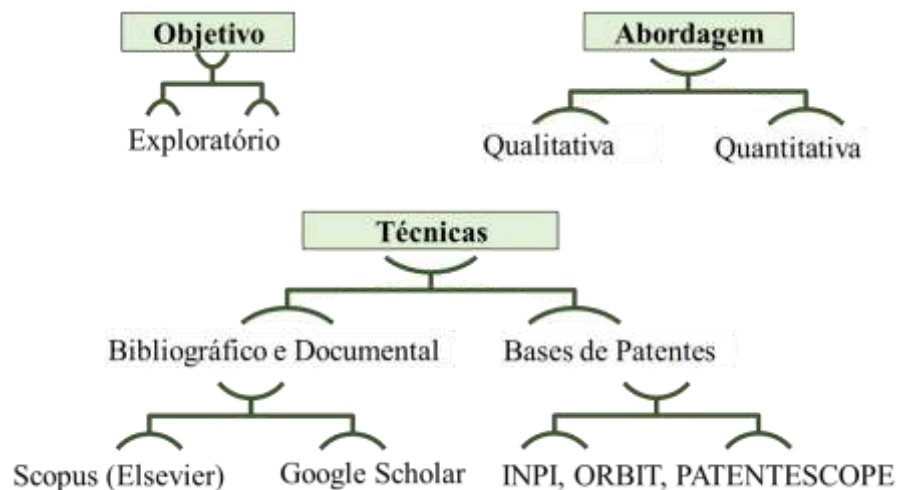 Objetivo
Abordagem
Exploratório
Qualitativa
Quantitativa
Técnicas
Bibliográfico e Documental
Bases de Patentes
Scopus (Elsevier)
Google Scholar
INPI, ORBIT, PATENTESCOPE